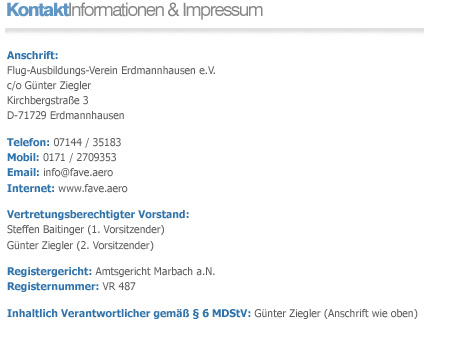 KontaktInformationen & Impressum
Anschrift:
Flug-Ausbildungs-Verein Erdmannhausen e.V.
c/o Günter Ziegler
Kirchbergstraße 3
D-71729 Erdmannhausen
Telefon: 07144 / 35183
Mobil: 0171 / 2709353
Email: info@fave.aero
Internet: www.fave.aero
Vertretungsberechtigter Vorstand:
Steffen Baitinger (1. Vorsitzender)
Günter Ziegler (2. Vorsitzender)
Registergericht: Amtsgericht Marbach a.N.
Registernummer: VR 487
Inhaltlich Verantwortlicher gemäß § 6 MDStV: Günter Ziegler (Anschrift wie oben)